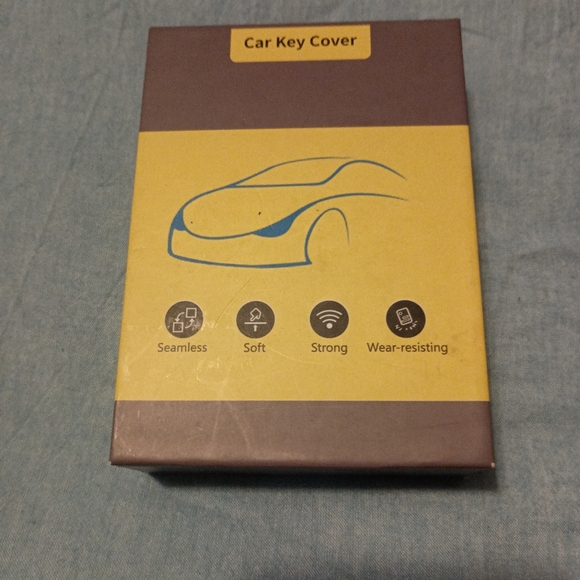 Car Key Cover
Seamless Soft Strong Wear-resisting